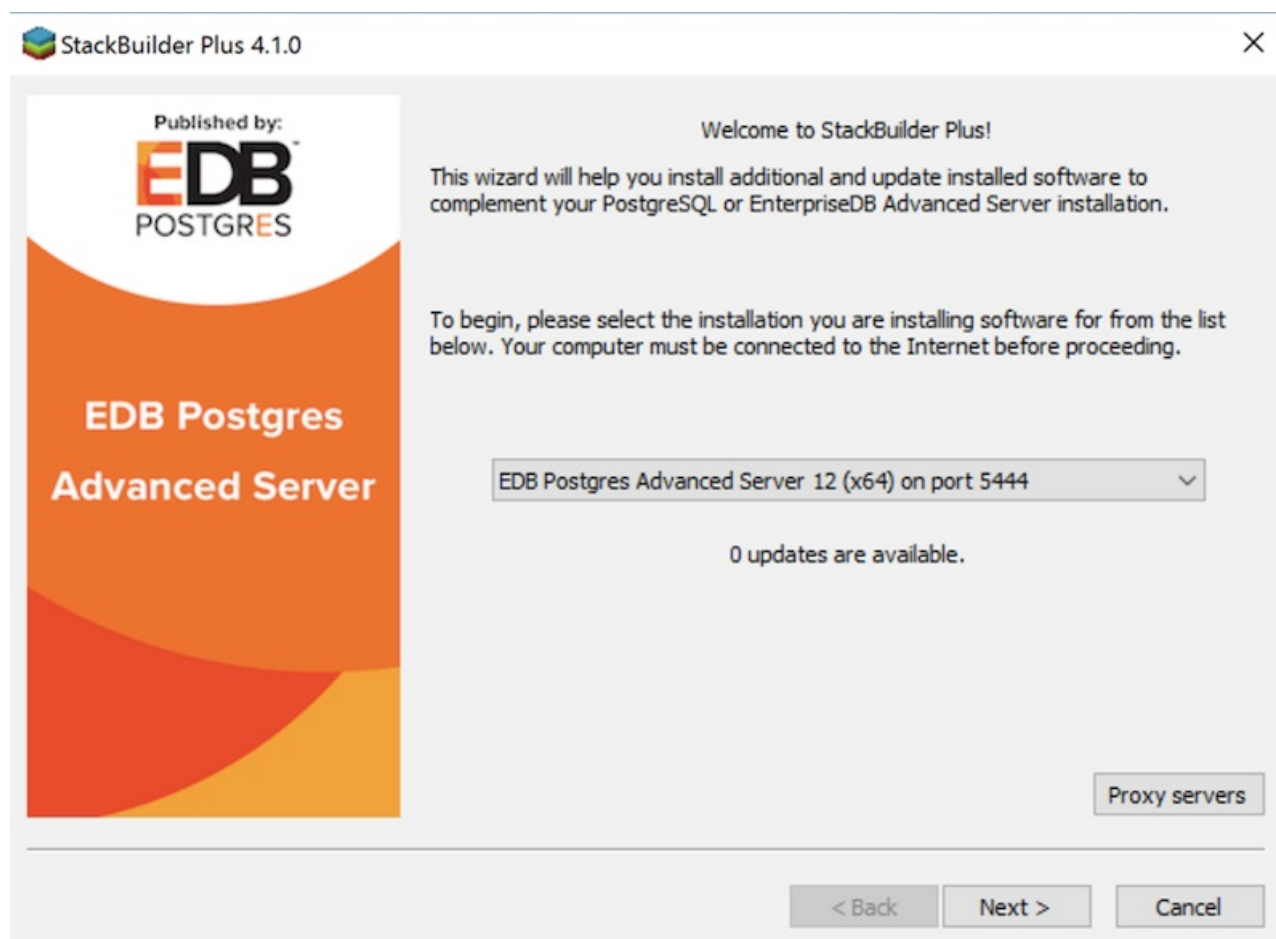 StackBuilder Plus 4.1.0
Published by:
EDB™
POSTGRES
EDB Postgres
Advanced Server
Welcome to StackBuilder Plus!
This wizard will help you install additional and update installed software to
complement your PostgreSQL or EnterpriseDB Advanced Server installation.
To begin, please select the installation you are installing software for from the list
below. Your computer must be connected to the Internet before proceeding.
EDB Postgres Advanced Server 12 (x64) on port 5444
0 updates are available.
Proxy servers
< Back
Next >
Cancel